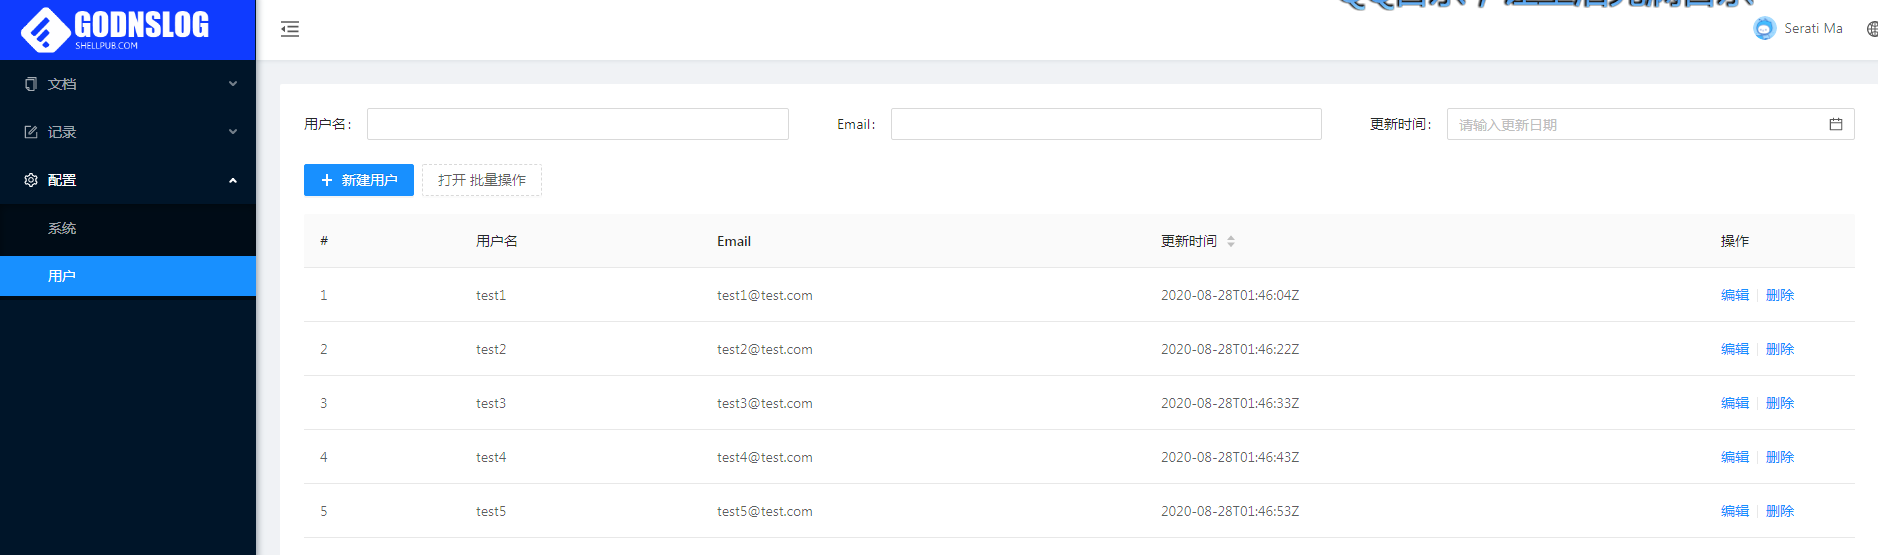 GODNSLOG
SHELLPUB.COM
Serati Ma
文档
记录
配置
系统
用户
用户名:
Email:
更新时间: 请输入更新日期
+ 新建用户 打开 批量操作
# 用户名 Email 更新时间 操作
1 test1 test1@test.com 2020-08-28T01:46:04Z 编辑 删除
2 test2 test2@test.com 2020-08-28T01:46:22Z 编辑 删除
3 test3 test3@test.com 2020-08-28T01:46:33Z 编辑 删除
4 test4 test4@test.com 2020-08-28T01:46:43Z 编辑 删除
5 test5 test5@test.com 2020-08-28T01:46:53Z 编辑 删除